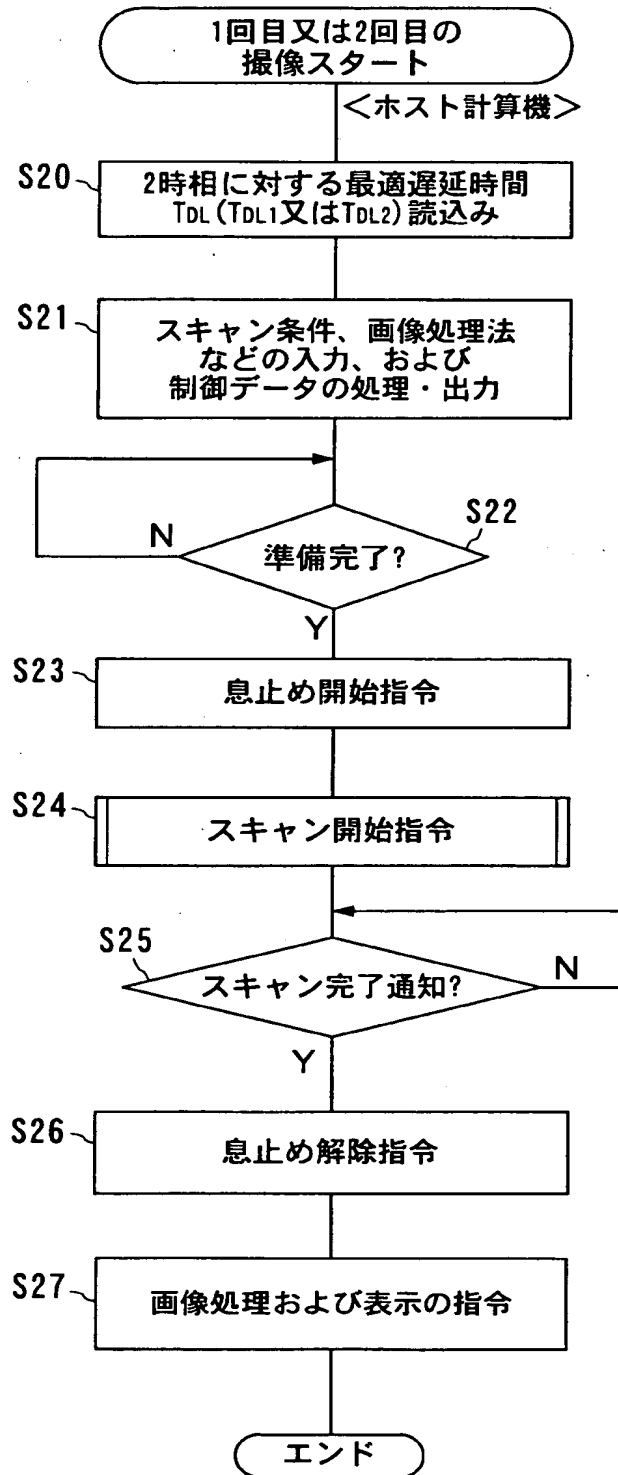 1回目又は2回目の
撮像スタート
＜ホスト計算機＞
S20
2時相に対する最適遅延時間
TDL(TDL1又はTDL2)読込み
S21
スキャン条件、画像処理法
などの入力、および
制御データの処理・出力
S22
準備完了?
N
Y
S23
息止め開始指令
S24
スキャン開始指令
S25
スキャン完了通知?
N
Y
S26
息止め解除指令
S27
画像処理および表示の指令
エンド